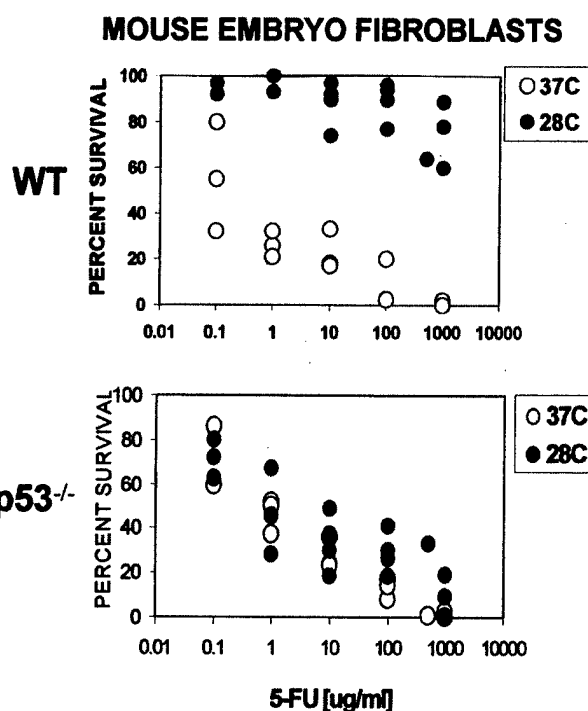 MOUSE EMBRYO FIBROBLASTS
37C
28C
WT
PERCENT SURVIVAL
100
80
60
40
20
0
0.01 0.1 1 10 100 1000 10000
37C
28C
p53-/-
PERCENT SURVIVAL
100
80
60
40
20
0
0.01 0.1 1 10 100 1000 10000
5-FU [ug/ml]